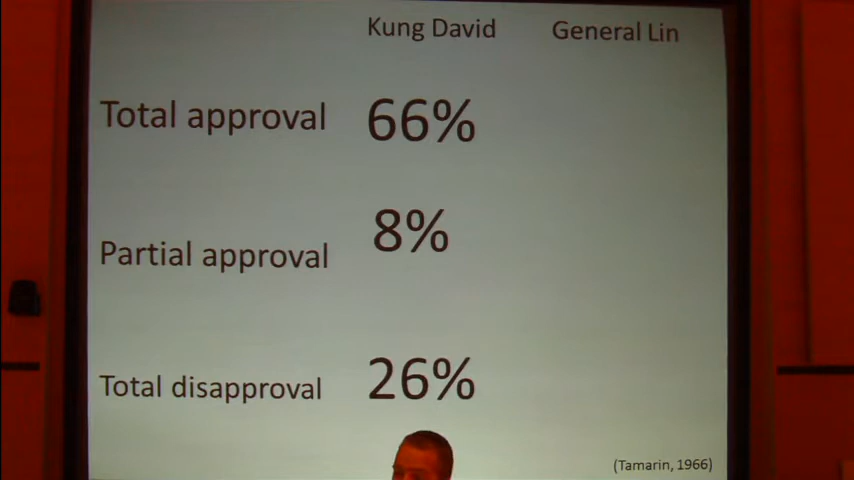 Kung David General Lin
Total approval 66%
Partial approval 8%
Total disapproval 26%
(Tamarin, 1966)